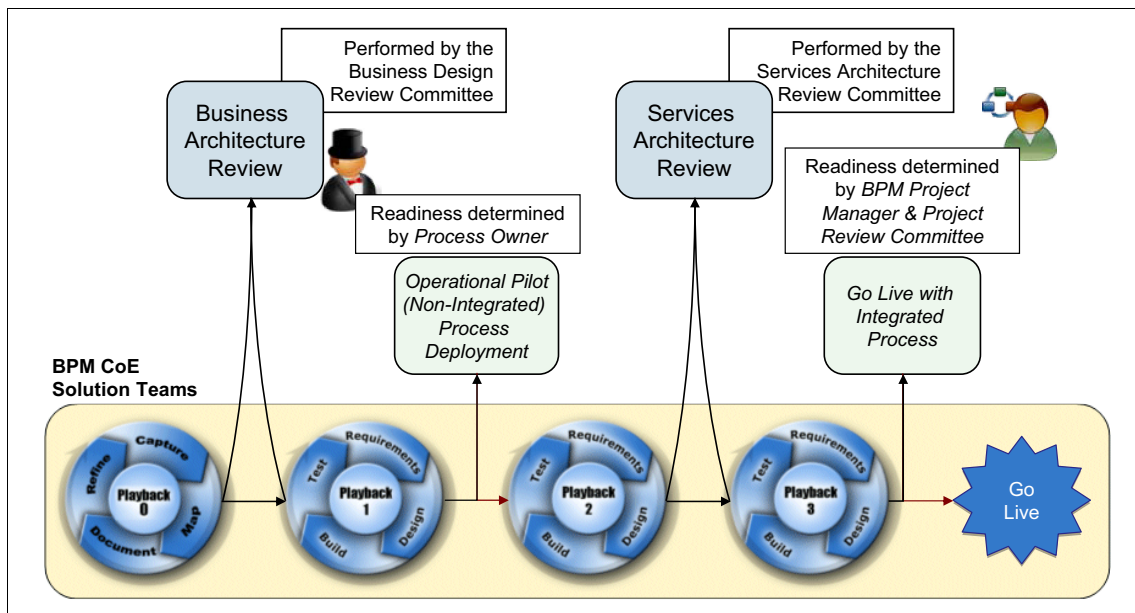 Performed by the
Business Design
Review Committee
Business
Architecture
Review
Readiness determined
by Process Owner
Operational Pilot
(Non-Integrated)
Process
Deployment
Performed by the
Services Architecture
Review Committee
Services
Architecture
Review
Readiness determined
by BPM Project
Manager & Project
Review Committee
Go Live with
Integrated
Process
BPM CoE
Solution Teams
Capture
Map
Document
Refine
Playback
0
Requirements
Design
Build
Test
Playback
1
Requirements
Design
Build
Test
Playback
2
Requirements
Design
Build
Test
Playback
3
Go
Live